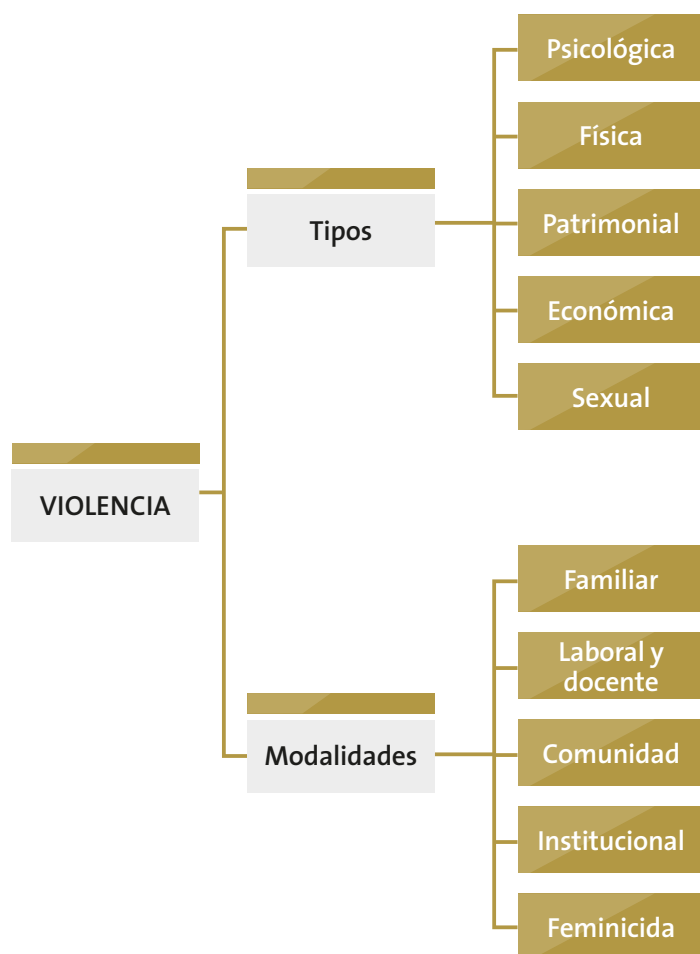 VIOLENCIA
Tipos
Psicológica
Física
Patrimonial
Económica
Sexual
Modalidades
Familiar
Laboral y
docente
Comunidad
Institucional
Feminicida